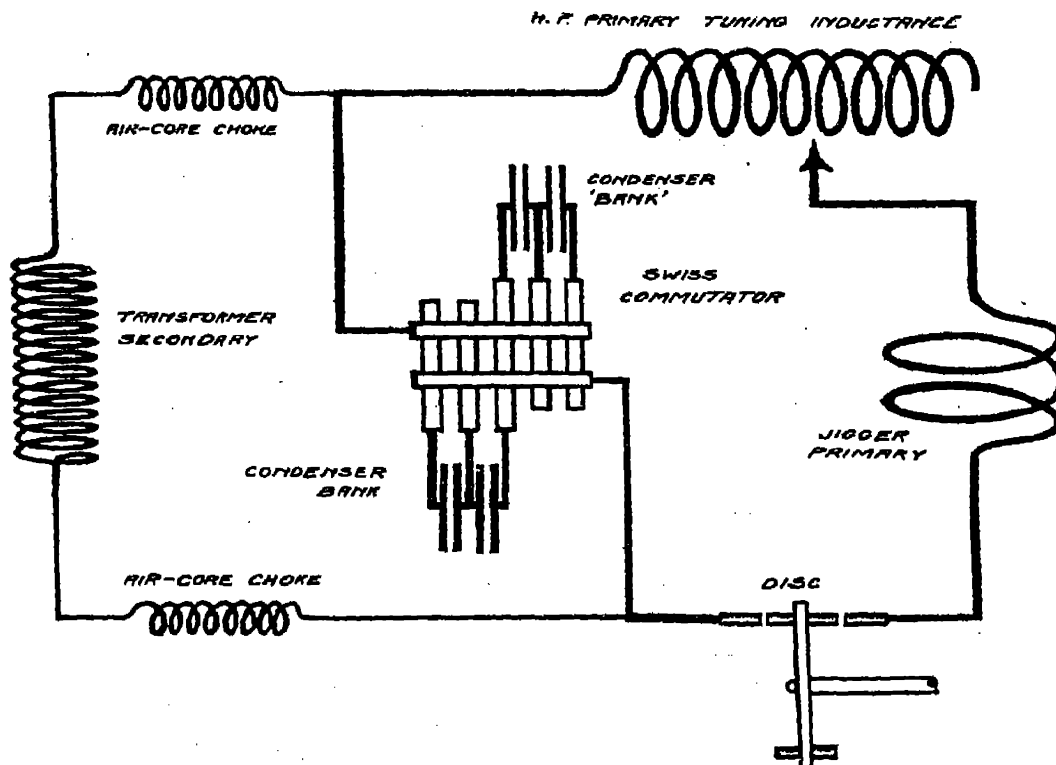 H.F. PRIMARY TUNING INDUCTANCE
AIR-CORE CHOKE
CONDENSER
'BANK'
SWISS
COMMUTATOR
TRANSFORMER
SECONDARY
JIGGER
PRIMARY
CONDENSER
BANK
AIR-CORE CHOKE
DISC